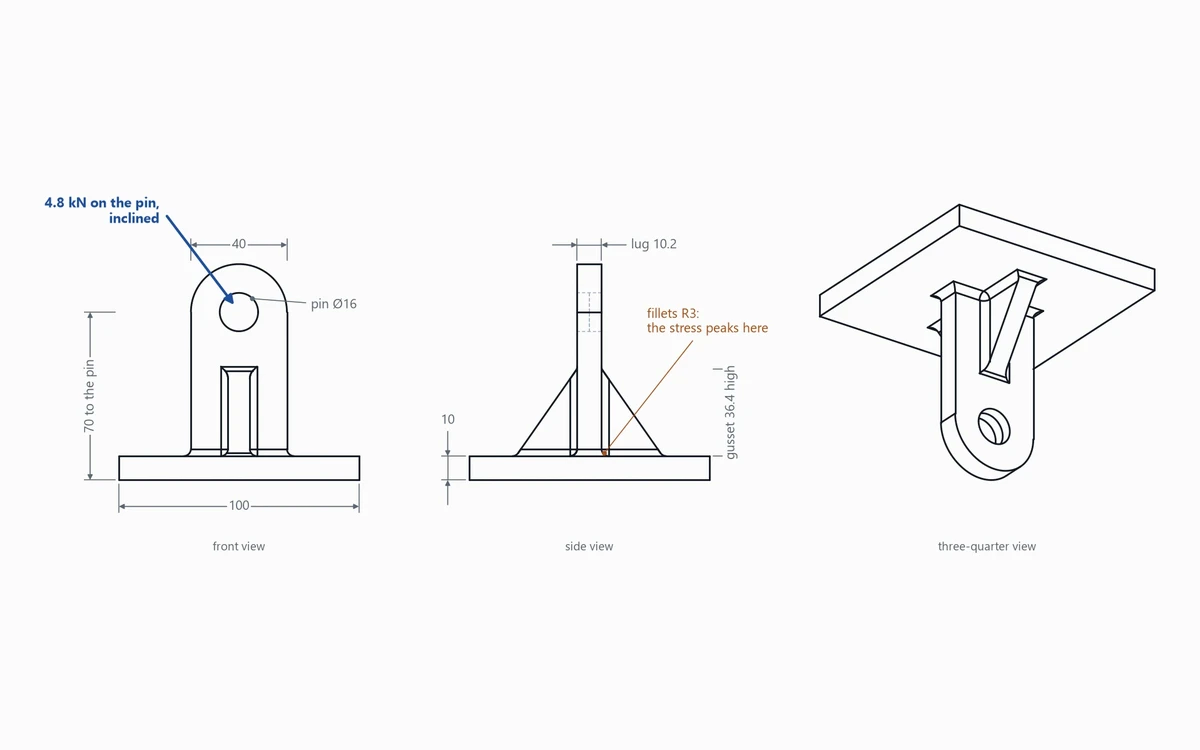 4.8 kN on the pin,
inclined
40
pin Ø16
70 to the pin
100
front view
lug 10.2
fillets R3:
the stress peaks here
gusset 36.4 high
10
side view
three-quarter view